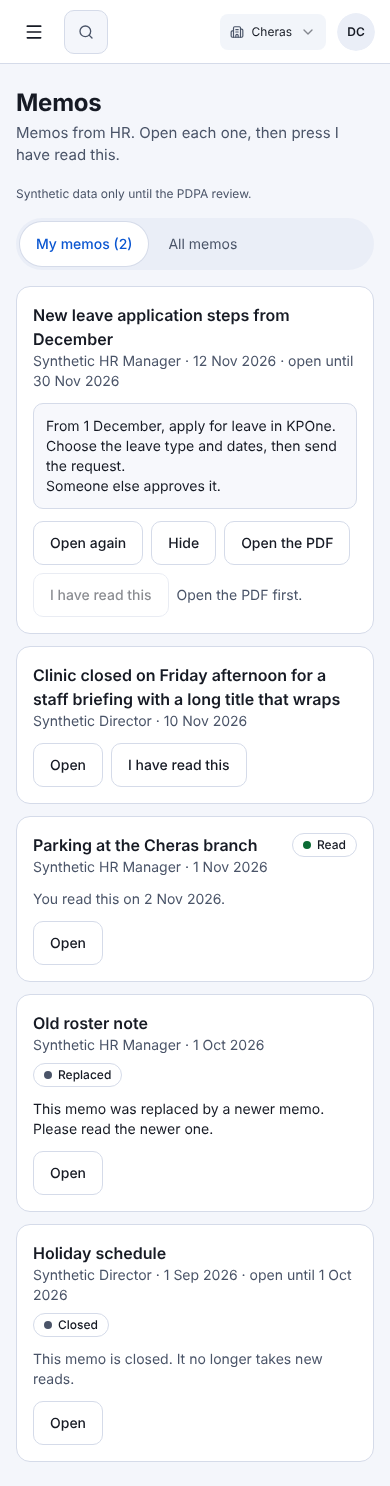 Cheras
DC
Memos
Memos from HR. Open each one, then press I
have read this.
Synthetic data only until the PDPA review.
My memos (2)
All memos
New leave application steps from
December
Synthetic HR Manager · 12 Nov 2026 · open until
30 Nov 2026
From 1 December, apply for leave in KPOne.
Choose the leave type and dates, then send
the request.
Someone else approves it.
Open again
Hide
Open the PDF
I have read this
Open the PDF first.
Clinic closed on Friday afternoon for a
staff briefing with a long title that wraps
Synthetic Director · 10 Nov 2026
Open
I have read this
Parking at the Cheras branch
Read
Synthetic HR Manager · 1 Nov 2026
You read this on 2 Nov 2026.
Open
Old roster note
Synthetic HR Manager · 1 Oct 2026
Replaced
This memo was replaced by a newer memo.
Please read the newer one.
Open
Holiday schedule
Synthetic Director · 1 Sep 2026 · open until 1 Oct
2026
Closed
This memo is closed. It no longer takes new
reads.
Open